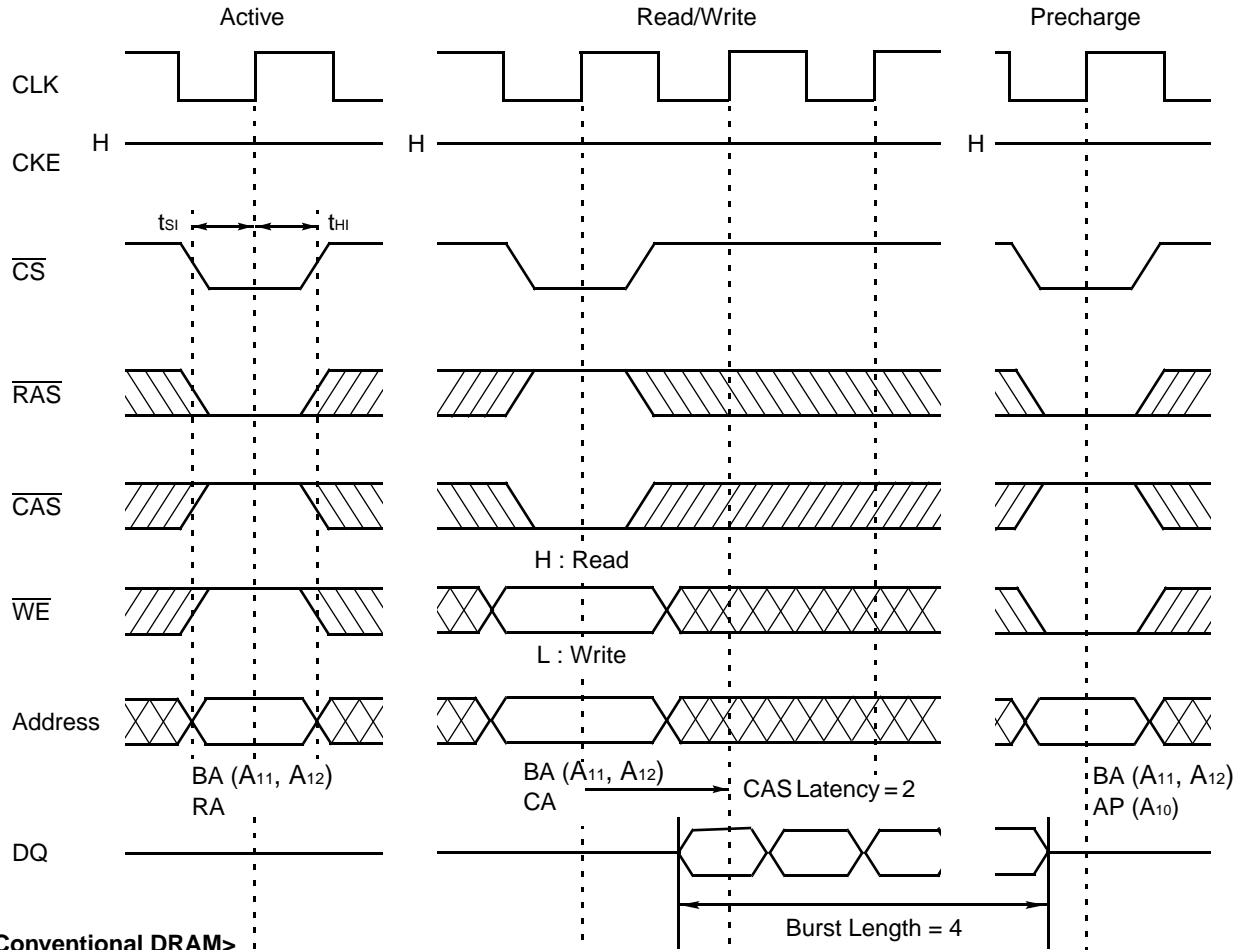 Active Read/Write Precharge
CLK
H H H
CKE
tSI tHI
CS
RAS
CAS
H : Read
WE
L : Write
Address
BA (A11, A12) BA (A11, A12) CAS Latency = 2 BA (A11, A12)
RA CA AP (A10)
DQ
Burst Length = 4
Conventional DRAM>